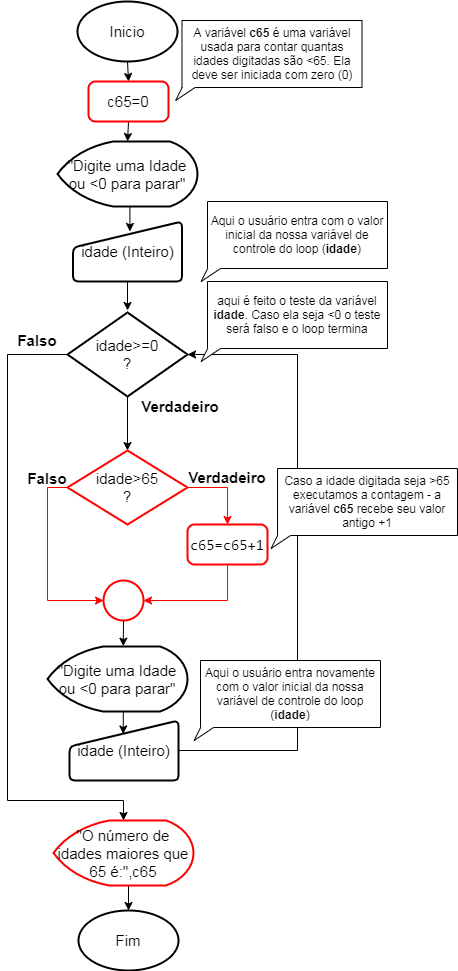 Inicio
A variável c65 é uma variável
usada para contar quantas
idades digitadas são <65. Ela
deve ser iniciada com zero (0)
c65=0
"Digite uma Idade
ou <0 para parar"
idade (Inteiro)
Aqui o usuário entra com o valor
inicial da nossa variável de
controle do loop (idade)
aqui é feito o teste da variável
idade. Caso ela seja <0 o teste
será falso e o loop termina
Falso
idade>=0
?
Verdadeiro
Falso
idade>65
?
Verdadeiro
Caso a idade digitada seja >65
executamos a contagem - a
variável c65 recebe seu valor
antigo +1
c65=c65+1
"Digite uma Idade
ou <0 para parar"
Aqui o usuário entra novamente
com o valor inicial da nossa
variável de controle do loop
(idade)
idade (Inteiro)
"O número de
idades maiores que
65 é:",c65
Fim